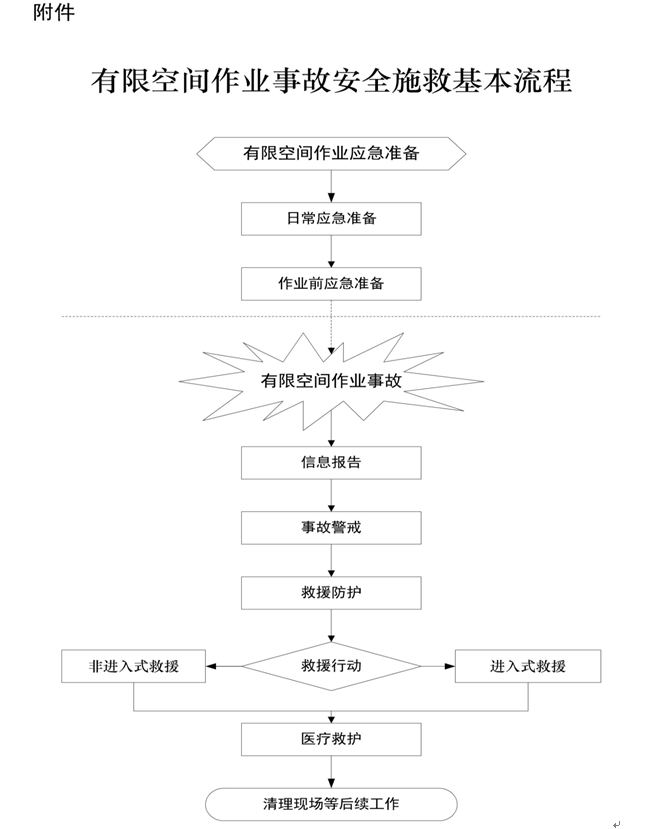 附件
有限空间作业事故安全施救基本流程
有限空间作业应急准备
日常应急准备
作业前应急准备
有限空间作业事故
信息报告
事故警戒
救援防护
非进入式救援
救援行动
进入式救援
医疗救护
清理现场等后续工作